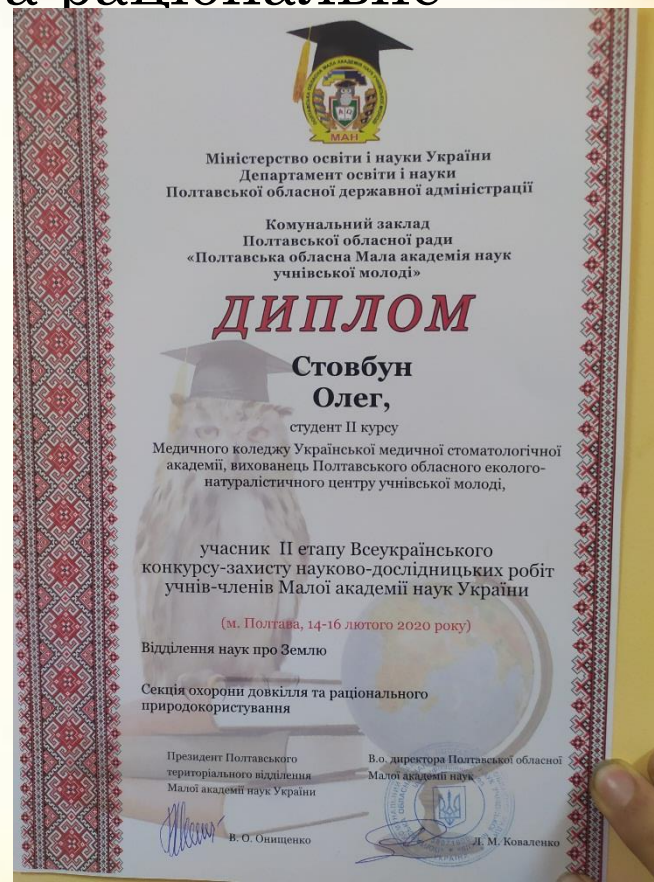 а раціональне
МАН
Міністерство освіти і науки України
Департамент освіти і науки
Полтавської обласної державної адміністрації
Комунальний заклад
Полтавської обласної ради
«Полтавська обласна Мала академія наук
учнівської молоді»
ДИПЛОМ
Стовбун
Олег,
студент ІІ курсу
Медичного коледжу Української медичної стоматологічної
академії, вихованець Полтавського обласного еколого-
натуралістичного центру учнівської молоді,
учасник ІІ етапу Всеукраїнського
конкурсу-захисту науково-дослідницьких робіт
учнів-членів Малої академії наук України
(м. Полтава, 14-16 лютого 2020 року)
Відділення наук про Землю
Секція охорони довкілля та раціонального
природокористування
Президент Полтавського
територіального відділення
Малої академії наук України
В. О. Онищенко
В.о. директора Полтавської обласної
Малої академії наук
Л. М. Коваленко